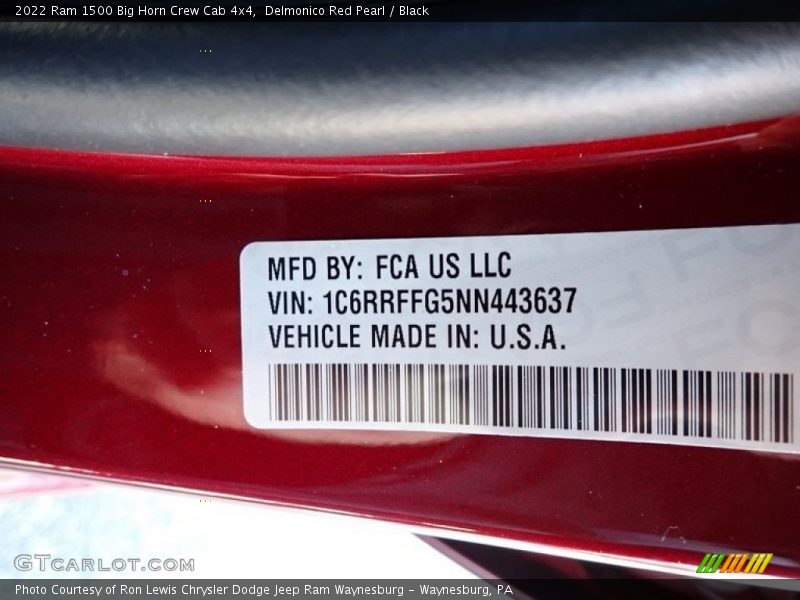 2022 Ram 1500 Big Horn Crew Cab 4x4,  Delmonico Red Pearl / Black
MFD BY: FCA US LLC
VIN: 1C6RRFFG5NN443637
VEHICLE MADE IN: U.S.A.
GTCARLOT.COM
Photo Courtesy of Ron Lewis Chrysler Dodge Jeep Ram Waynesburg - Waynesburg, PA